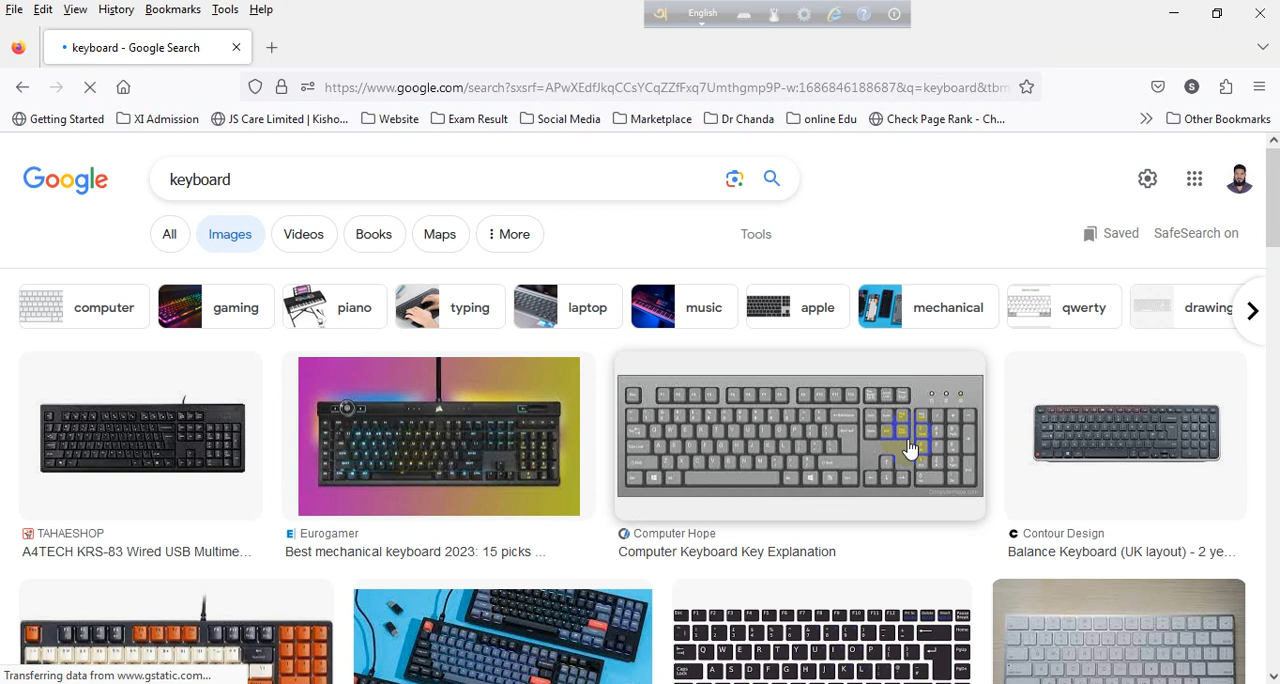 File Edit View History Bookmarks Tools Help
English
keyboard - Google Search
https://www.google.com/search?sxsrf=APwXEdfJkqCCsYCqZZfFxq7Umthgmp9P-w:1686846188687&q=keyboard&tbm
Getting Started XI Admission JS Care Limited | Kisho... Website Exam Result Social Media Marketplace Dr Chanda online Edu Check Page Rank - Ch... Other Bookmarks
Google keyboard
All Images Videos Books Maps More Tools Saved SafeSearch on
computer gaming piano typing laptop music apple mechanical qwerty drawing
TAHAESHOP
A4TECH KRS-83 Wired USB Multime...
Eurogamer
Best mechanical keyboard 2023: 15 picks ...
Computer Hope
Computer Keyboard Key Explanation
Contour Design
Balance Keyboard (UK layout) - 2 ye...
Transferring data from www.gstatic.com...